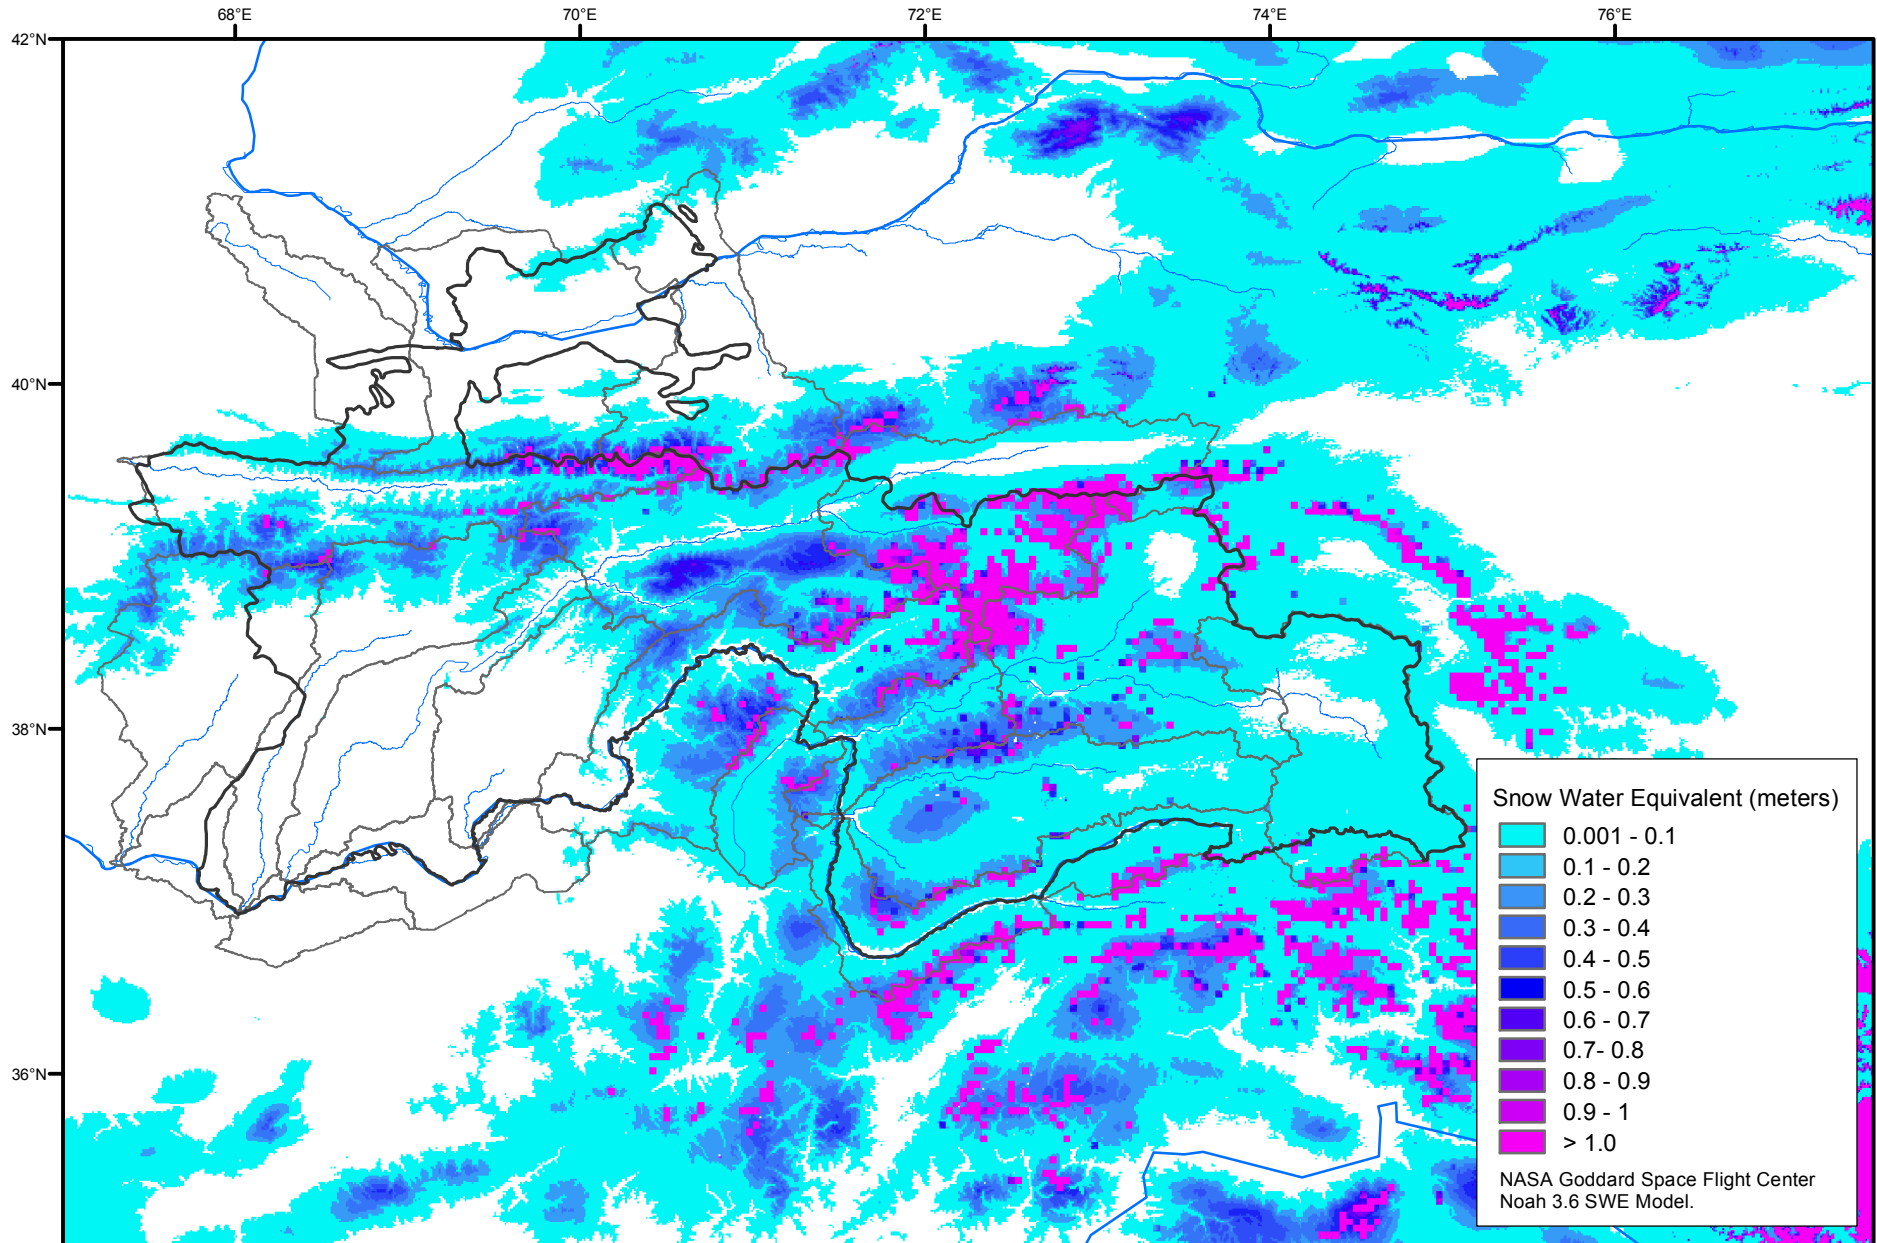 68°E 70°E 72°E 74°E 76°E
42°N
40°N
38°N
36°N
Snow Water Equivalent (meters)
0.001 - 0.1
0.1 - 0.2
0.2 - 0.3
0.3 - 0.4
0.4 - 0.5
0.5 - 0.6
0.6 - 0.7
0.7- 0.8
0.8 - 0.9
0.9 - 1
> 1.0
NASA Goddard Space Flight Center
Noah 3.6 SWE Model.